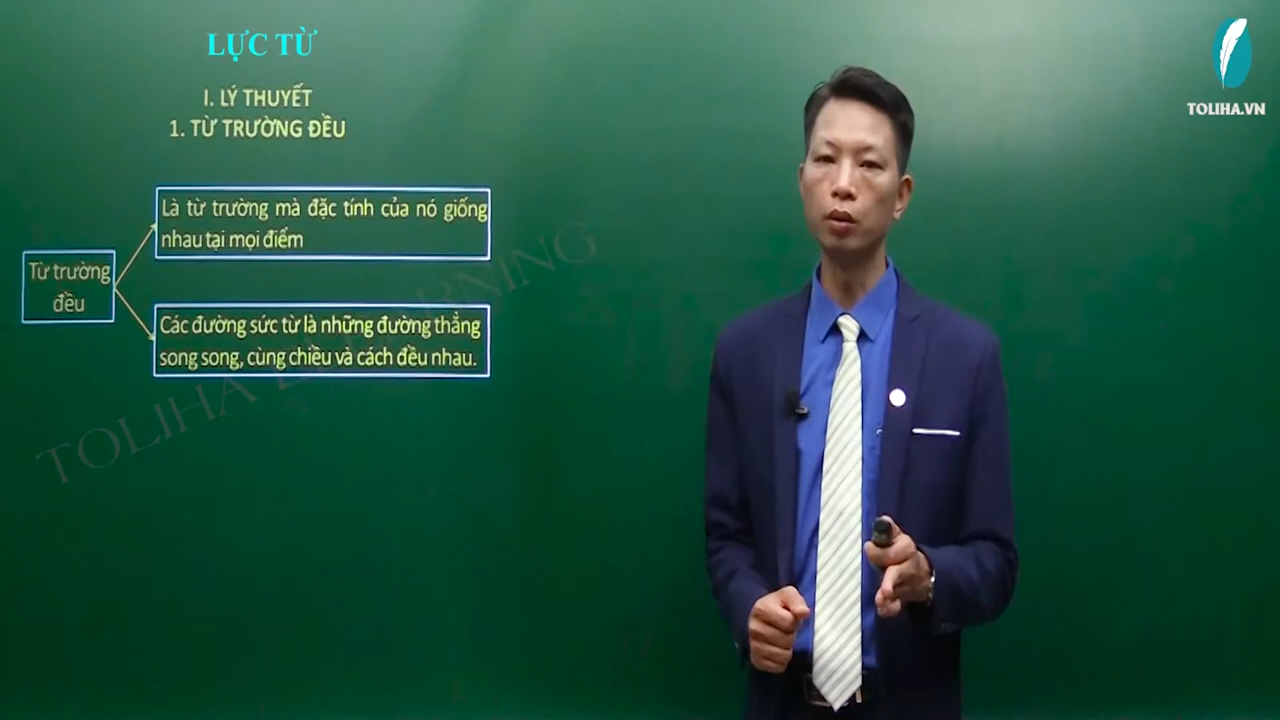 LỰC TỪ
I. LÝ THUYẾT
1. TỪ TRƯỜNG ĐỀU
Từ trường
đều
Là từ trường mà đặc tính của nó giống
nhau tại mọi điểm
Các đường sức từ là những đường thẳng
song song, cùng chiều và cách đều nhau.
TOLIHA ELEARNING
TOLIHA.VN